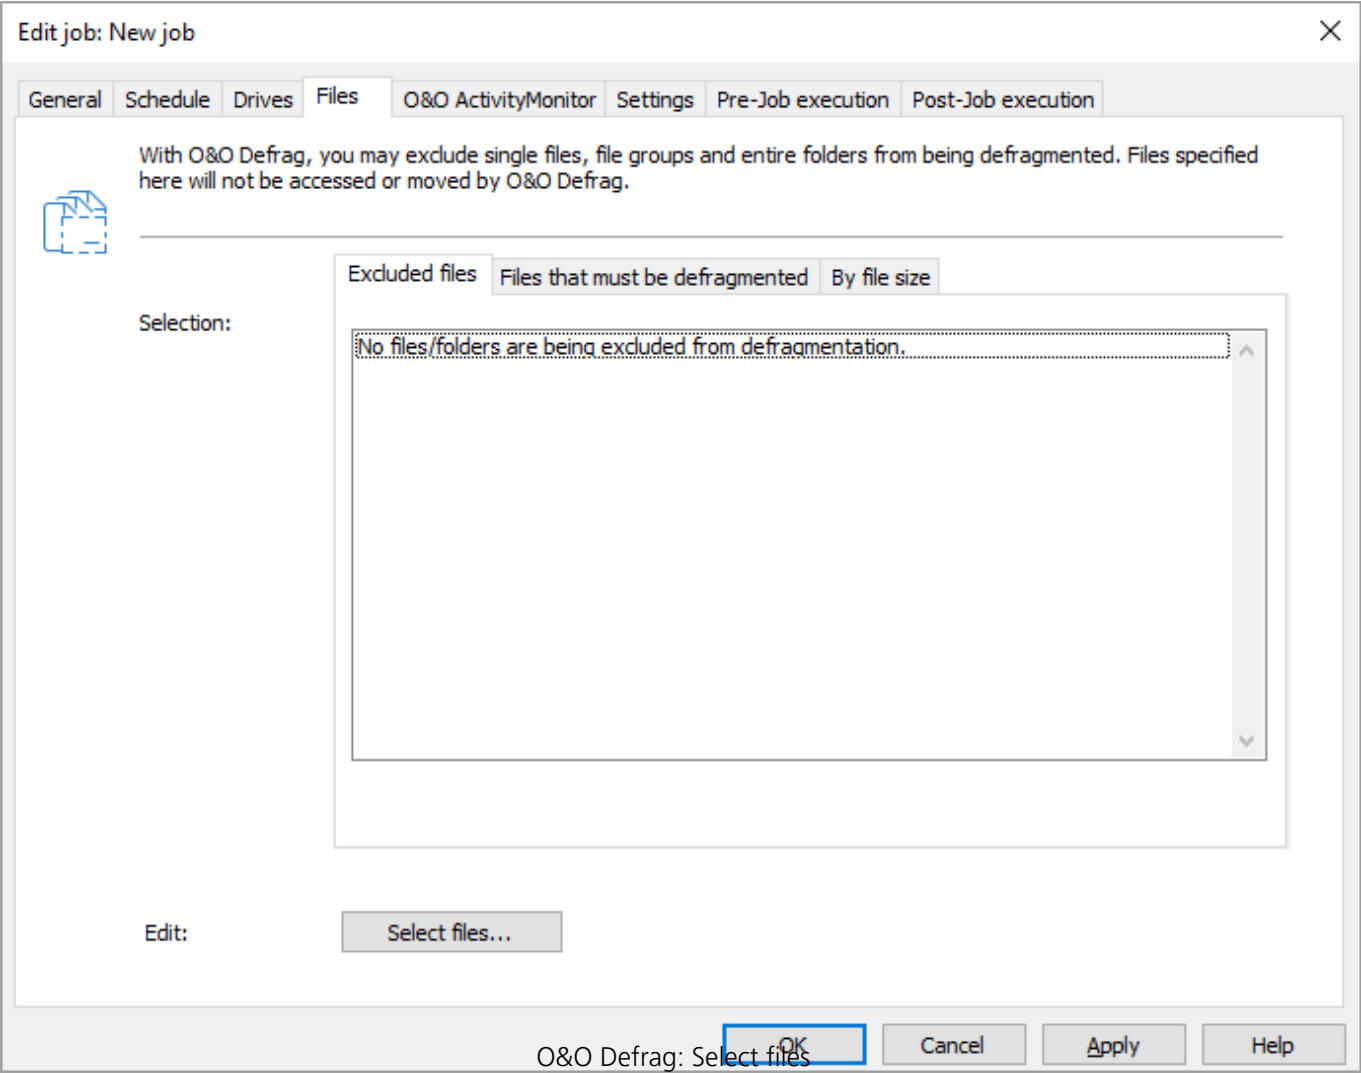 Edit job: New job
General Schedule Drives Files O&O ActivityMonitor Settings Pre-Job execution Post-Job execution
With O&O Defrag, you may exclude single files, file groups and entire folders from being defragmented. Files specified
here will not be accessed or moved by O&O Defrag.
Excluded files Files that must be defragmented By file size
Selection:
No files/folders are being excluded from defragmentation.
Edit: Select files...
OK Cancel Apply Help
O&O Defrag: Select files